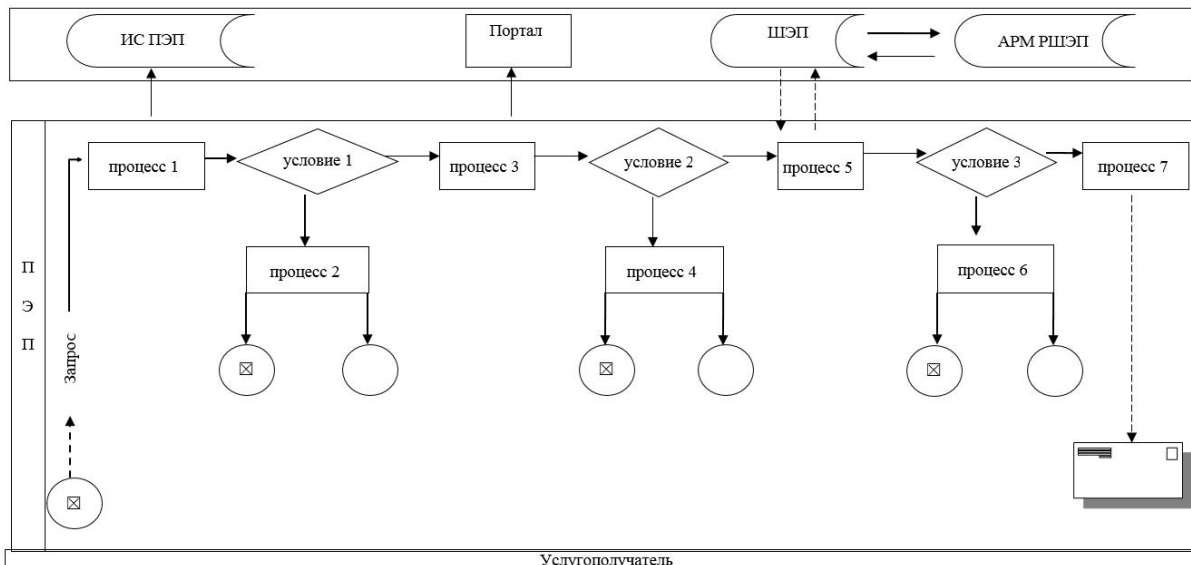 ИС ПЭП
Портал
ШЭП
АРМ РШЭП
процесс 1
условие 1
процесс 3
условие 2
процесс 5
условие 3
процесс 7
процесс 2
процесс 4
процесс 6
П
Э
П
Запрос
Услугополучатель